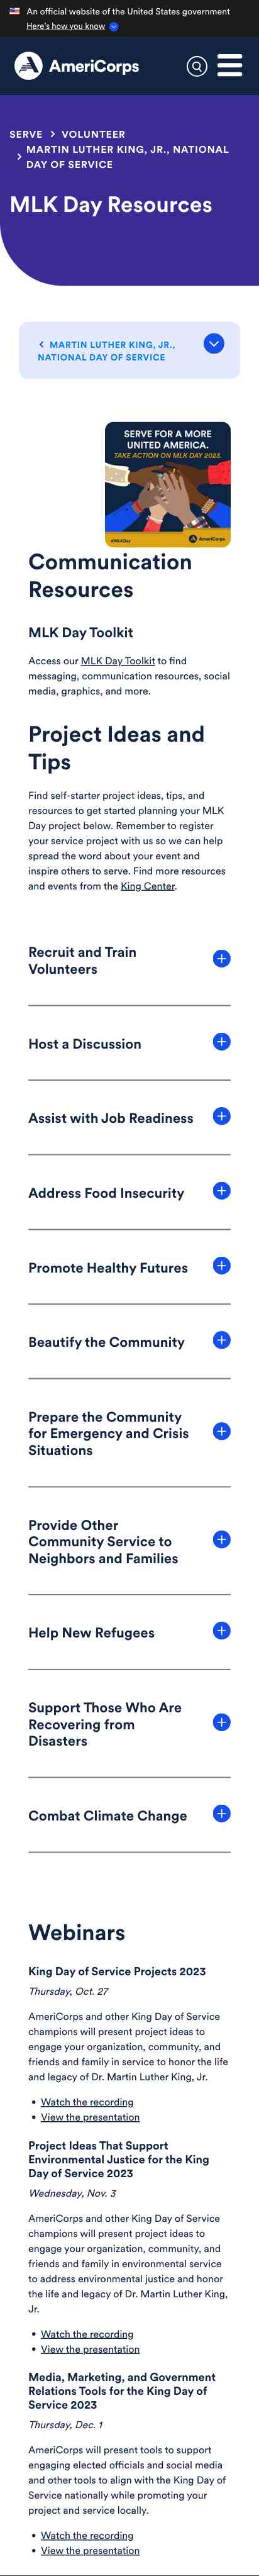 An official website of the United States government
Here's how you know
AmeriCorps
SERVE > VOLUNTEER
> MARTIN LUTHER KING, JR., NATIONAL
DAY OF SERVICE
MLK Day Resources
< MARTIN LUTHER KING, JR.,
NATIONAL DAY OF SERVICE
SERVE FOR A MORE
UNITED AMERICA.
TAKE ACTION ON MLK DAY 2023.
#MLKDay
AmeriCorps
Communication
Resources
MLK Day Toolkit
Access our MLK Day Toolkit to find
messaging, communication resources, social
media, graphics, and more.
Project Ideas and
Tips
Find self-starter project ideas, tips, and
resources to get started planning your MLK
Day project below. Remember to register
your service project with us so we can help
spread the word about your event and
inspire others to serve. Find more resources
and events from the King Center.
Recruit and Train
Volunteers
Host a Discussion
Assist with Job Readiness
Address Food Insecurity
Promote Healthy Futures
Beautify the Community
Prepare the Community
for Emergency and Crisis
Situations
Provide Other
Community Service to
Neighbors and Families
Help New Refugees
Support Those Who Are
Recovering from
Disasters
Combat Climate Change
Webinars
King Day of Service Projects 2023
Thursday, Oct. 27
AmeriCorps and other King Day of Service
champions will present project ideas to
engage your organization, community, and
friends and family in service to honor the life
and legacy of Dr. Martin Luther King, Jr.
• Watch the recording
• View the presentation
Project Ideas That Support
Environmental Justice for the King
Day of Service 2023
Wednesday, Nov. 3
AmeriCorps and other King Day of Service
champions will present project ideas to
engage your organization, community, and
friends and family in environmental service
to address environmental justice and honor
the life and legacy of Dr. Martin Luther King,
Jr.
• Watch the recording
• View the presentation
Media, Marketing, and Government
Relations Tools for the King Day of
Service 2023
Thursday, Dec. 1
AmeriCorps will present tools to support
engaging elected officials and social media
and other tools to align with the King Day of
Service nationally while promoting your
project and service locally.
• Watch the recording
• View the presentation